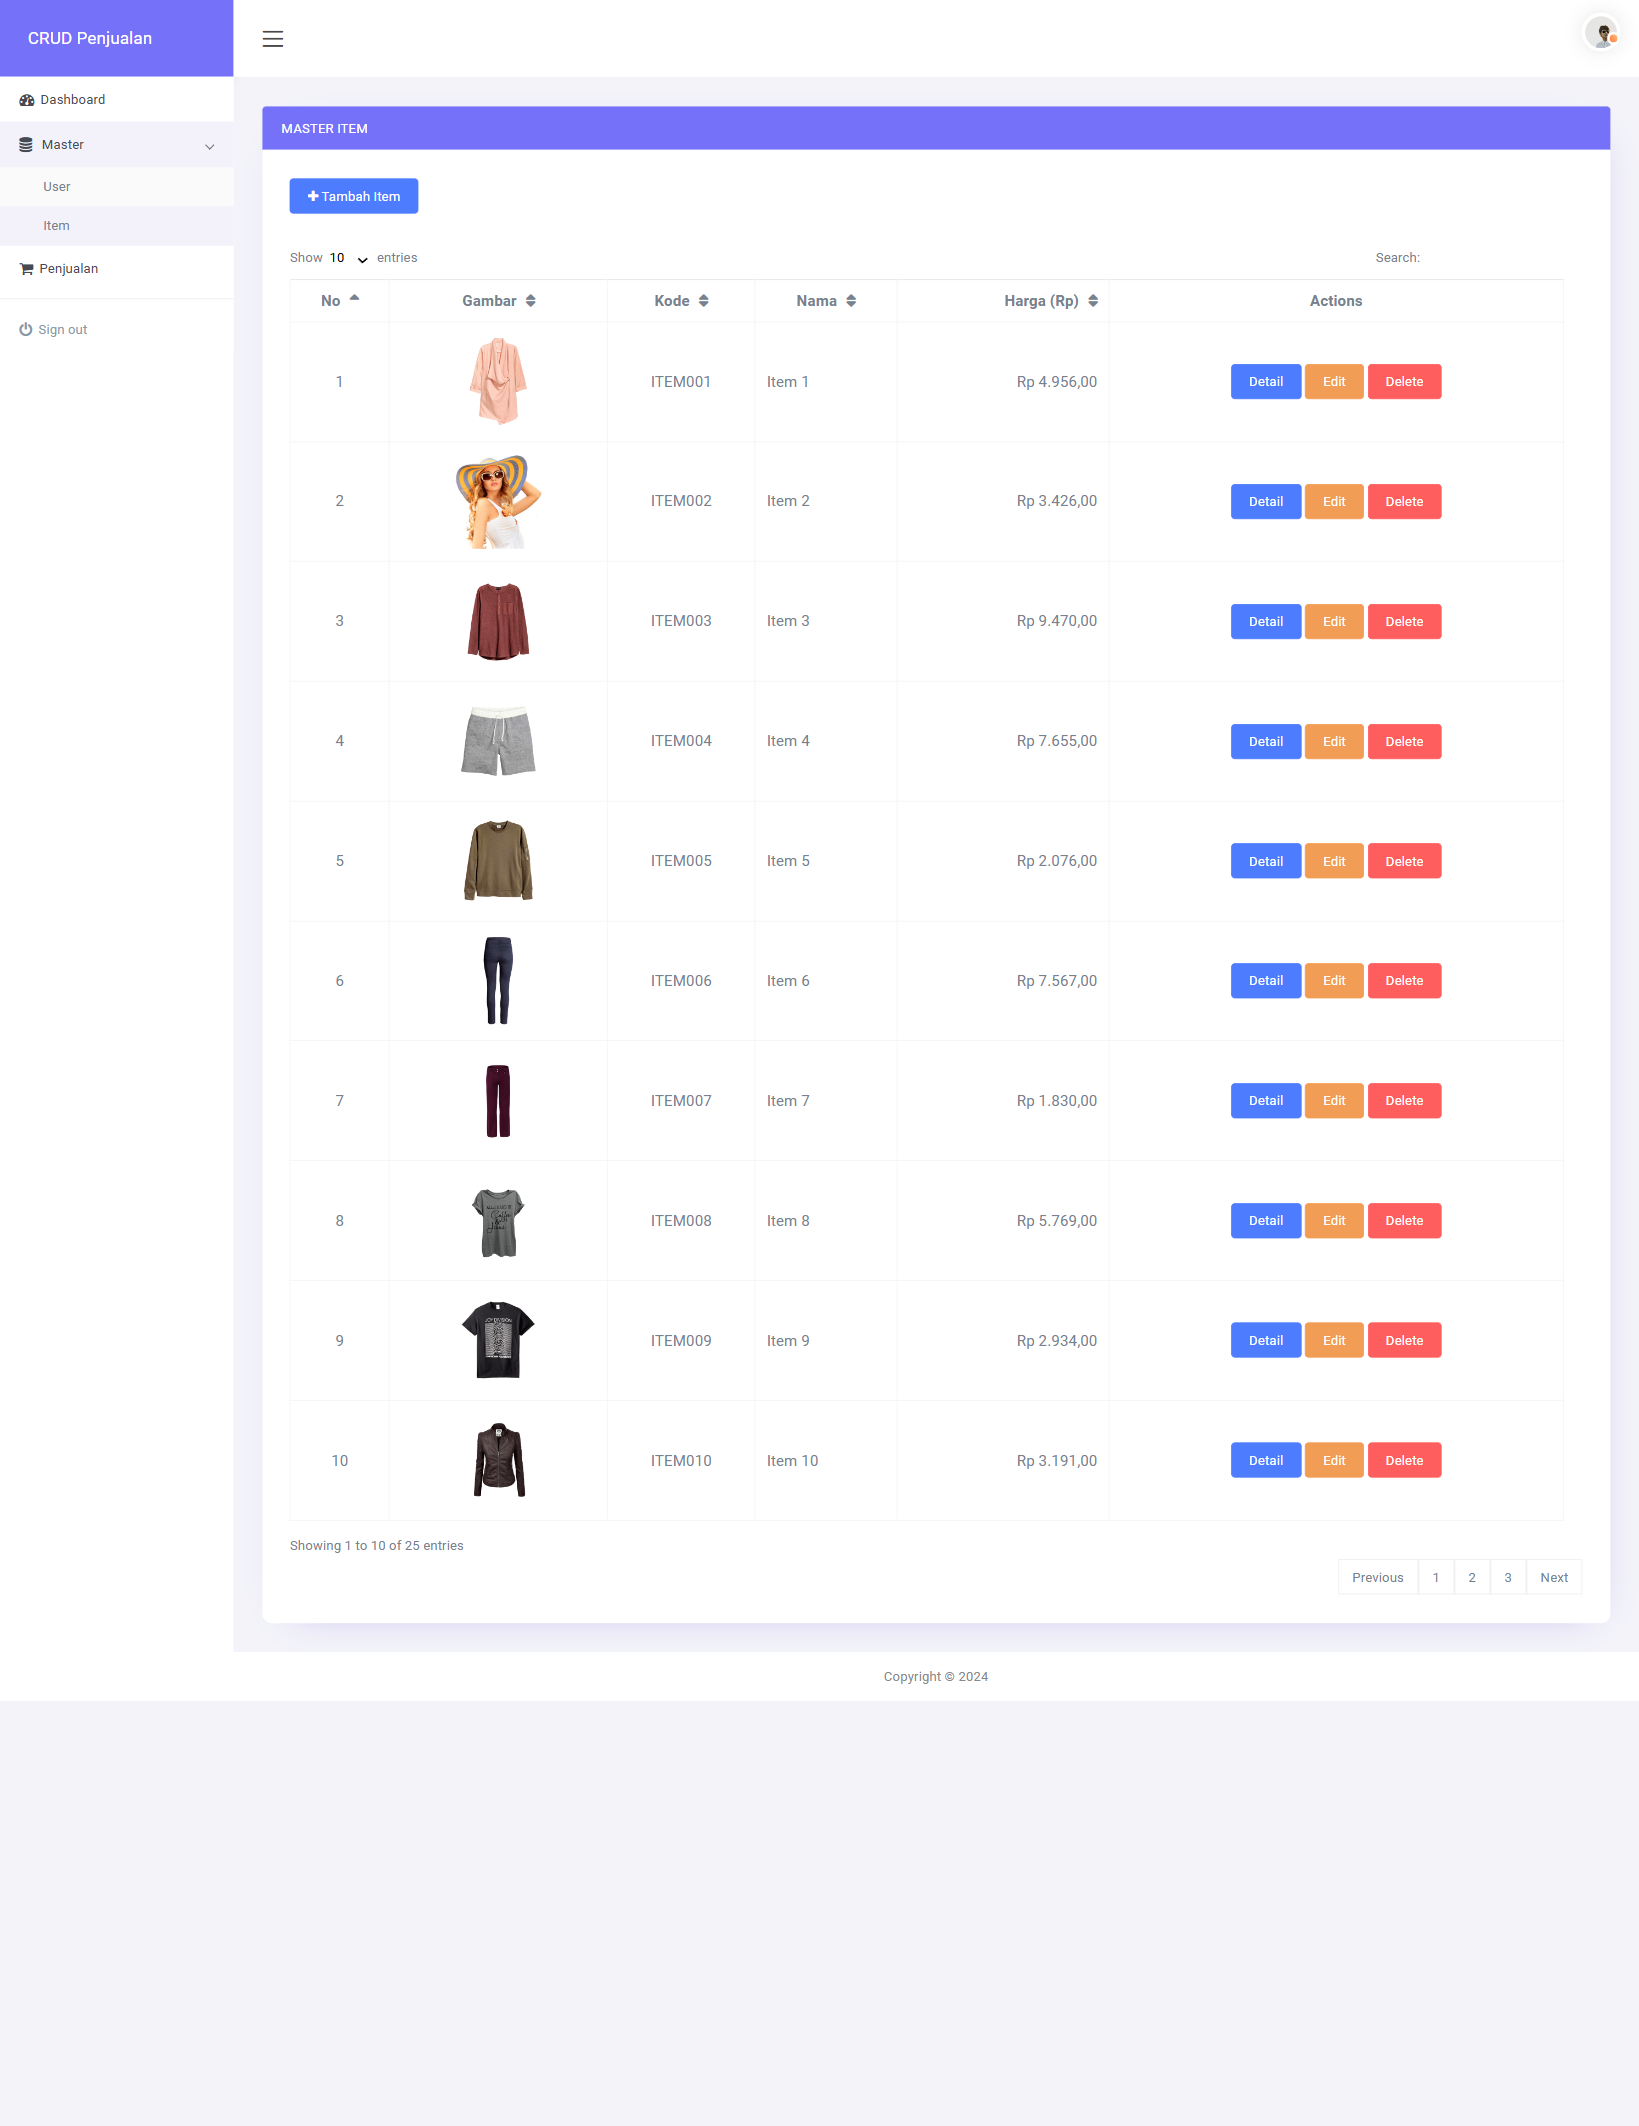 CRUD Penjualan
Dashboard
Master
User
Item
Penjualan
Sign out
MASTER ITEM
Tambah Item
Show 10 entries
Search:
No Gambar Kode Nama Harga (Rp) Actions
1 ITEM001 Item 1 Rp 4.956,00 Detail Edit Delete
2 ITEM002 Item 2 Rp 3.426,00 Detail Edit Delete
3 ITEM003 Item 3 Rp 9.470,00 Detail Edit Delete
4 ITEM004 Item 4 Rp 7.655,00 Detail Edit Delete
5 ITEM005 Item 5 Rp 2.076,00 Detail Edit Delete
6 ITEM006 Item 6 Rp 7.567,00 Detail Edit Delete
7 ITEM007 Item 7 Rp 1.830,00 Detail Edit Delete
8 ITEM008 Item 8 Rp 5.769,00 Detail Edit Delete
JOY DIVISION
9 ITEM009 Item 9 Rp 2.934,00 Detail Edit Delete
10 ITEM010 Item 10 Rp 3.191,00 Detail Edit Delete
Showing 1 to 10 of 25 entries
Previous 1 2 3 Next
Copyright © 2024